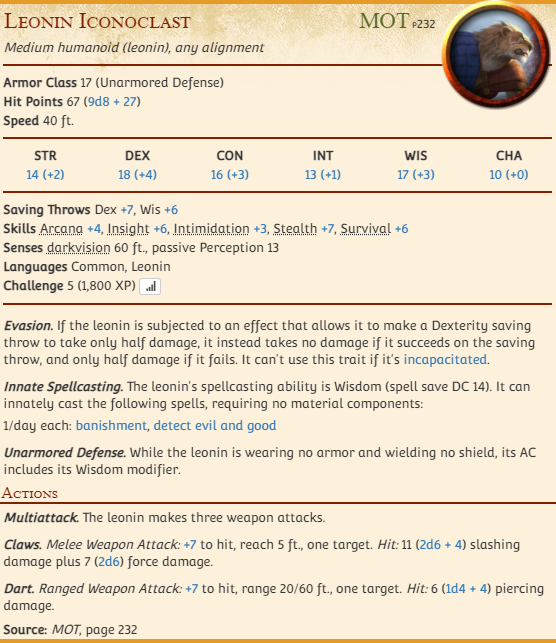 Leonin Iconoclast MOT P232
Medium humanoid (leonin), any alignment
Armor Class 17 (Unarmored Defense)
Hit Points 67 (9d8 + 27)
Speed 40 ft.
STR DEX CON INT WIS CHA
14 (+2) 18 (+4) 16 (+3) 13 (+1) 17 (+3) 10 (+0)
Saving Throws Dex +7, Wis +6
Skills Arcana +4, Insight +6, Intimidation +3, Stealth +7, Survival +6
Senses darkvision 60 ft., passive Perception 13
Languages Common, Leonin
Challenge 5 (1,800 XP)
Evasion. If the leonin is subjected to an effect that allows it to make a Dexterity saving
throw to take only half damage, it instead takes no damage if it succeeds on the saving
throw, and only half damage if it fails. It can't use this trait if it's incapacitated.
Innate Spellcasting. The leonin's spellcasting ability is Wisdom (spell save DC 14). It can
innately cast the following spells, requiring no material components:
1/day each: banishment, detect evil and good
Unarmored Defense. While the leonin is wearing no armor and wielding no shield, its AC
includes its Wisdom modifier.
Actions
Multiattack. The leonin makes three weapon attacks.
Claws. Melee Weapon Attack: +7 to hit, reach 5 ft., one target. Hit: 11 (2d6 + 4) slashing
damage plus 7 (2d6) force damage.
Dart. Ranged Weapon Attack: +7 to hit, range 20/60 ft., one target. Hit: 6 (1d4 + 4) piercing
damage.
Source: MOT, page 232